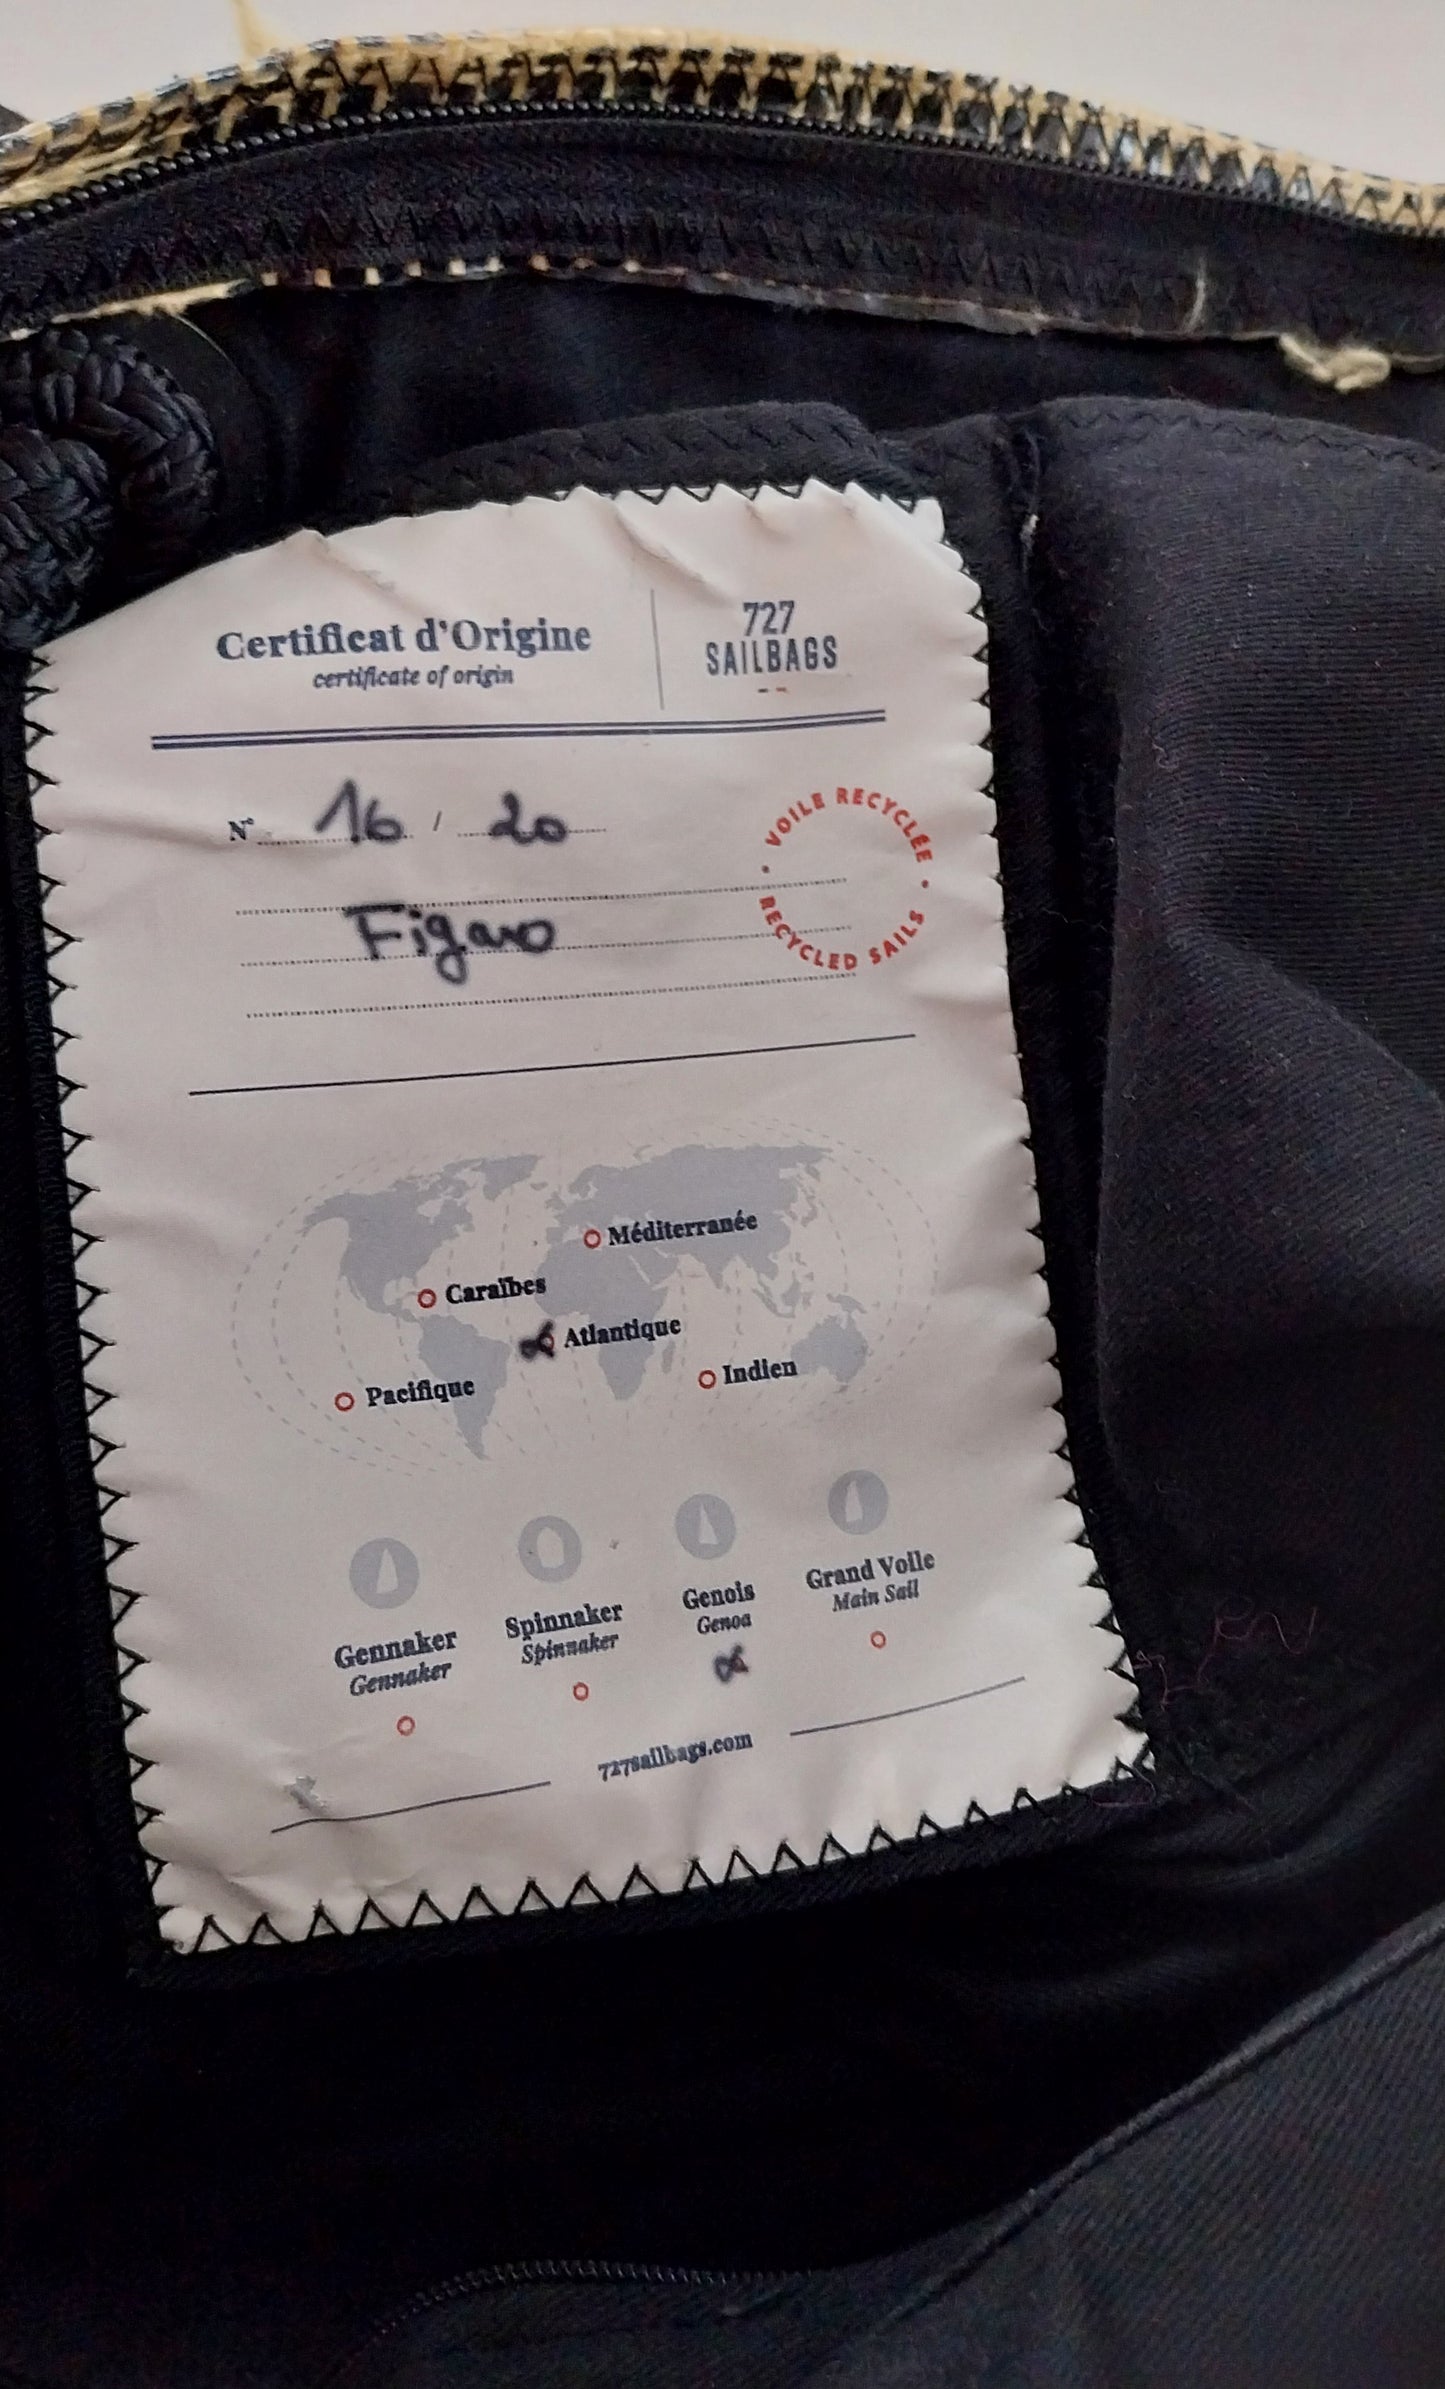 Certificat d'Origine
certificate of origin
727
SAILBAGS
N° 16 / 20
Figaro
• VOILE RECYCLÉE •
RECYCLED SAILS
Méditerranée
Caraïbes
Atlantique
Indien
Pacifique
Gennaker
Gennaker
Spinnaker
Spinnaker
Genois
Genoa
Grand Voile
Main Sail
727sailbags.com